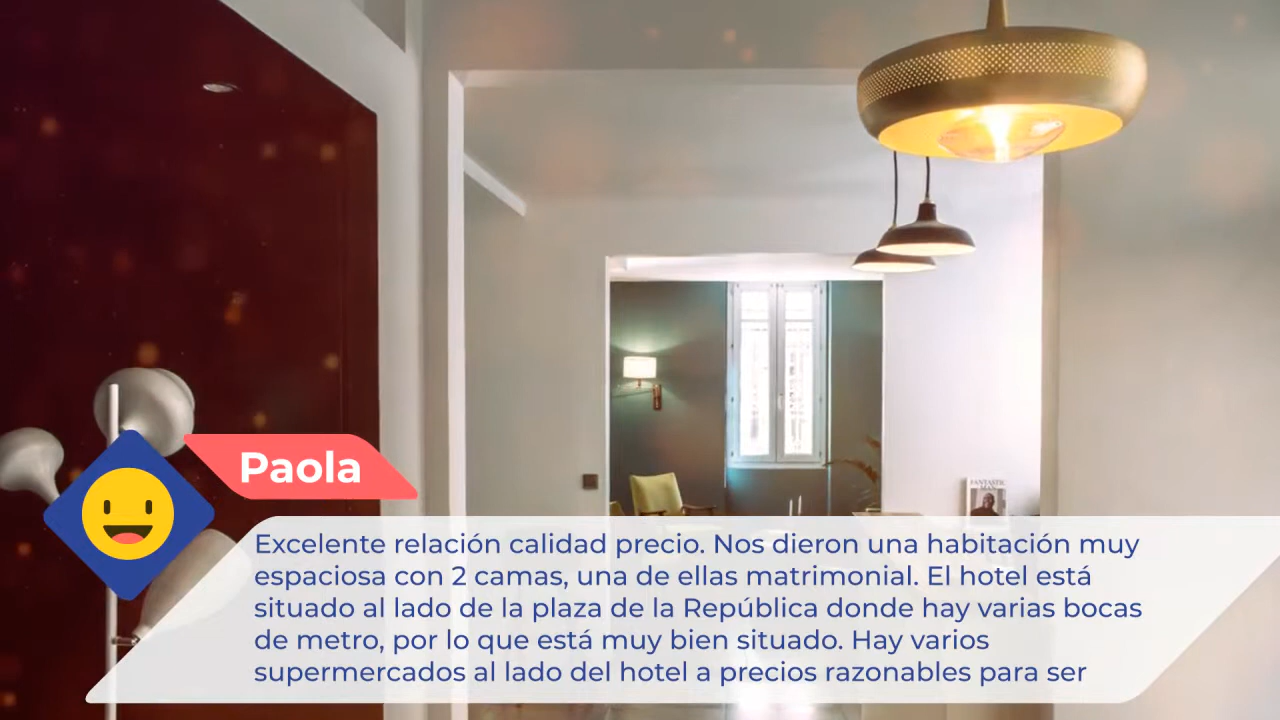 Paola
Excelente relación calidad precio. Nos dieron una habitación muy
espaciosa con 2 camas, una de ellas matrimonial. El hotel está
situado al lado de la plaza de la República donde hay varias bocas
de metro, por lo que está muy bien situado. Hay varios
supermercados al lado del hotel a precios razonables para ser
FANTASTIC
MAN